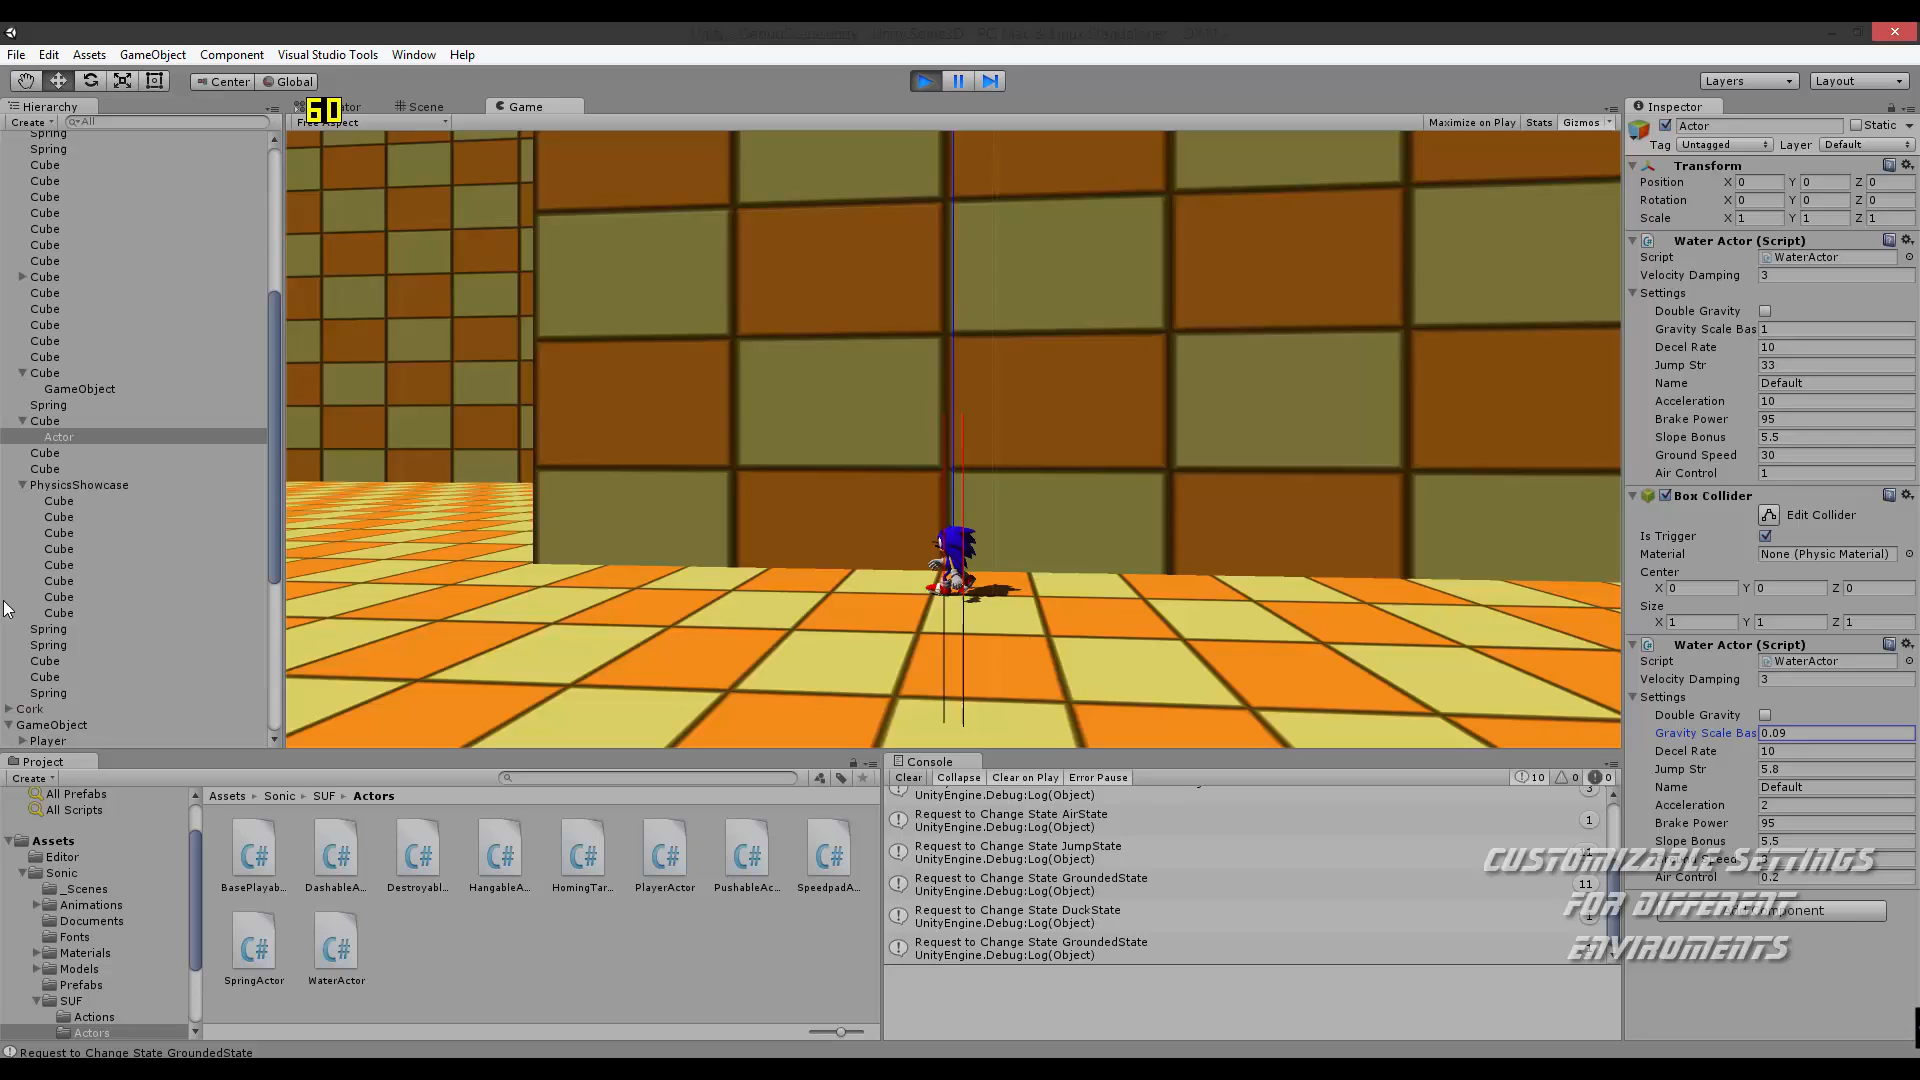 File Edit Assets GameObject Component Visual Studio Tools Window Help
Center Global Layers Layout
Hierarchy
60
Scene Game Inspector
Create All
Maximize on Play Stats Gizmos
Spring
Spring
Cube
Cube
Cube
Cube
Cube
Cube
Cube
Cube
Cube
Cube
Cube
Cube
Cube
Cube
GameObject
Spring
Cube
Actor
Cube
Cube
PhysicsShowcase
Cube
Cube
Cube
Cube
Cube
Cube
Cube
Cube
Spring
Spring
Cube
Cube
Spring
Cork
GameObject
Player
Actor Static
Tag Untagged Layer Default
Transform
Position X 0 Y 0 Z 0
Rotation X 0 Y 0 Z 0
Scale X 1 Y 1 Z 1
Water Actor (Script)
Script WaterActor
Velocity Damping 3
Settings
Double Gravity
Gravity Scale Bas 1
Decel Rate 10
Jump Str 33
Name Default
Acceleration 10
Brake Power 95
Slope Bonus 5.5
Ground Speed 30
Air Control 1
Box Collider
Edit Collider
Is Trigger
Material None (Physic Material)
Center
X 0 Y 0 Z 0
Size
X 1 Y 1 Z 1
Water Actor (Script)
Script WaterActor
Velocity Damping 3
Settings
Double Gravity
Gravity Scale Bas 0.09
Decel Rate 10
Jump Str 5.8
Name Default
Acceleration 2
Brake Power 95
Slope Bonus 5.5
Air Control 0.2
CUSTOMIZABLE SETTINGS
FOR DIFFERENT
ENVIROMENTS
Project
Create
All Prefabs
All Scripts
Assets
Editor
Sonic
_Scenes
Animations
Documents
Fonts
Materials
Models
Prefabs
SUF
Actions
Actors
Assets Sonic SUF Actors
BasePlayab... DashableA... Destroyabl... HangableA... HomingTar... PlayerActor PushableAc... SpeedpadA...
SpringActor WaterActor
Console
Clear Collapse Clear on Play Error Pause 10 0 0
UnityEngine.Debug:Log(Object) 3
Request to Change State AirState
UnityEngine.Debug:Log(Object) 1
Request to Change State JumpState
UnityEngine.Debug:Log(Object)
Request to Change State GroundedState
UnityEngine.Debug:Log(Object) 11
Request to Change State DuckState
UnityEngine.Debug:Log(Object)
Request to Change State GroundedState
UnityEngine.Debug:Log(Object)
Request to Change State GroundedState